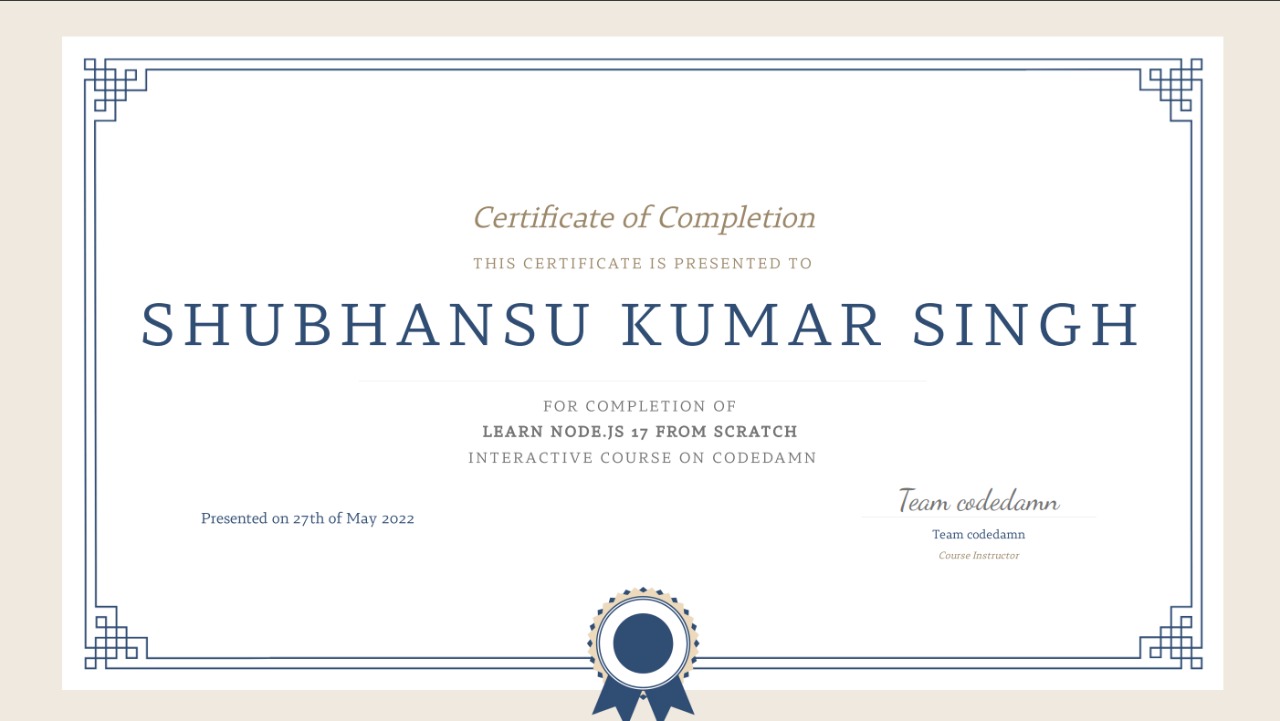 Certificate of Completion
THIS CERTIFICATE IS PRESENTED TO
SHUBHANSU KUMAR SINGH
FOR COMPLETION OF
LEARN NODE.JS 17 FROM SCRATCH
INTERACTIVE COURSE ON CODEDAMN
Presented on 27th of May 2022
Team codedamn
Team codedamn
Course Instructor